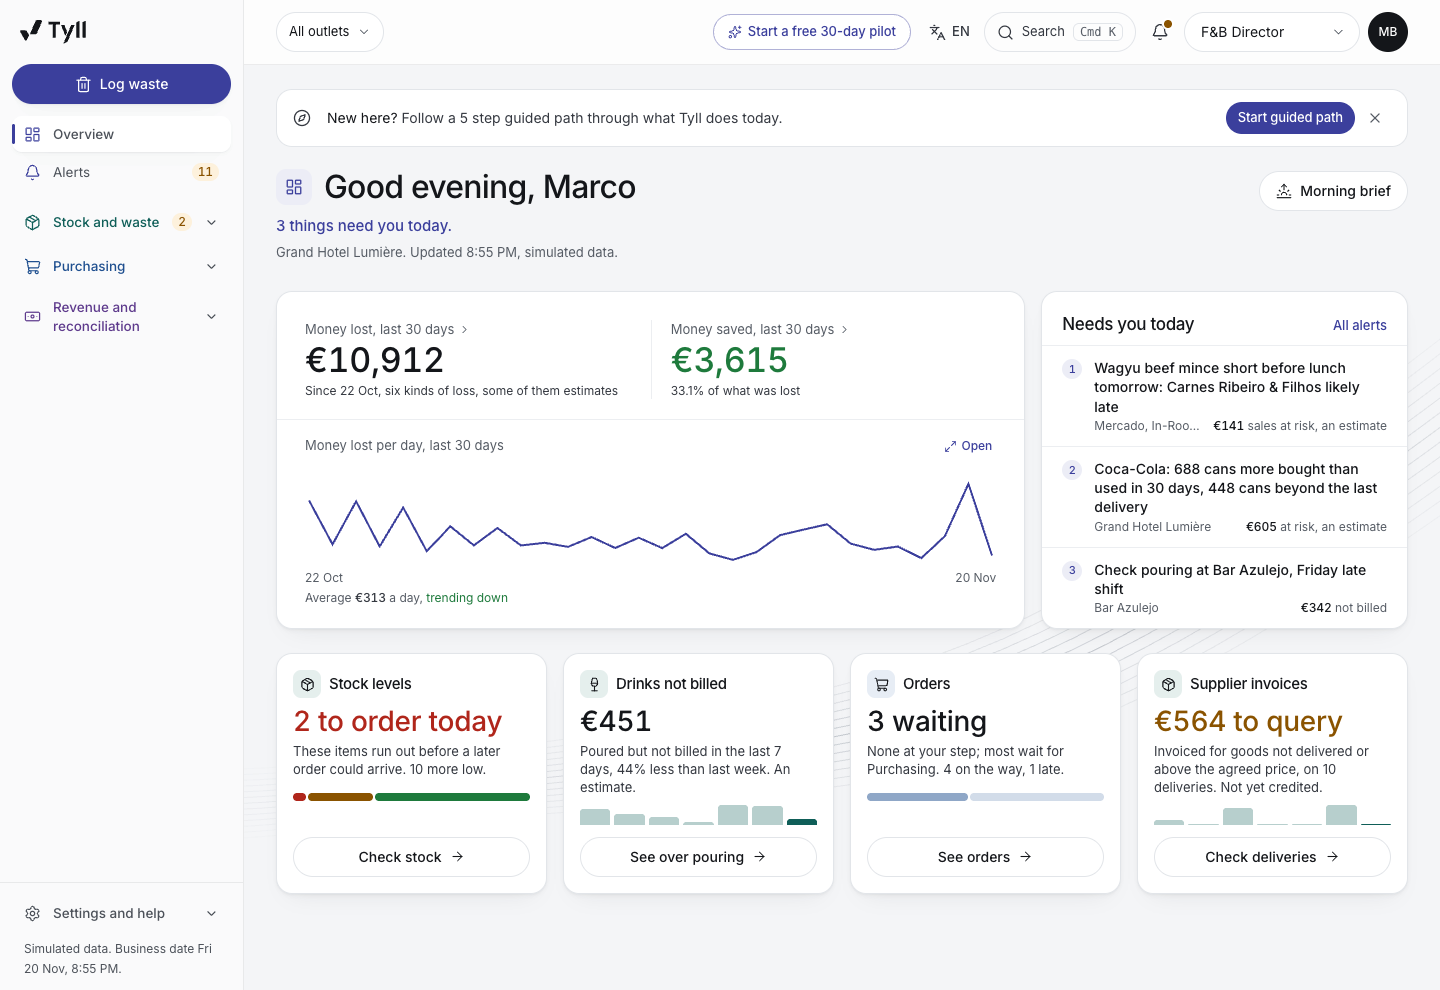 Tyll
All outlets
Start a free 30-day pilot
EN
Search
Cmd K
F&B Director
MB
Log waste
Overview
Alerts
11
Stock and waste
2
Purchasing
Revenue and
reconciliation
Settings and help
Simulated data. Business date Fri
20 Nov, 8:55 PM.
New here? Follow a 5 step guided path through what Tyll does today.
Start guided path
Good evening, Marco
Morning brief
3 things need you today.
Grand Hotel Lumière. Updated 8:55 PM, simulated data.
Money lost, last 30 days
€10,912
Since 22 Oct, six kinds of loss, some of them estimates
Money saved, last 30 days
€3,615
33.1% of what was lost
Money lost per day, last 30 days
Open
22 Oct
20 Nov
Average €313 a day, trending down
Needs you today
All alerts
1
Wagyu beef mince short before lunch
tomorrow: Carnes Ribeiro & Filhos likely
late
Mercado, In-Roo...
€141 sales at risk, an estimate
2
Coca-Cola: 688 cans more bought than
used in 30 days, 448 cans beyond the last
delivery
Grand Hotel Lumière
€605 at risk, an estimate
3
Check pouring at Bar Azulejo, Friday late
shift
Bar Azulejo
€342 not billed
Stock levels
2 to order today
These items run out before a later
order could arrive. 10 more low.
Check stock
Drinks not billed
€451
Poured but not billed in the last 7
days, 44% less than last week. An
estimate.
See over pouring
Orders
3 waiting
None at your step; most wait for
Purchasing. 4 on the way, 1 late.
See orders
Supplier invoices
€564 to query
Invoiced for goods not delivered or
above the agreed price, on 10
deliveries. Not yet credited.
Check deliveries